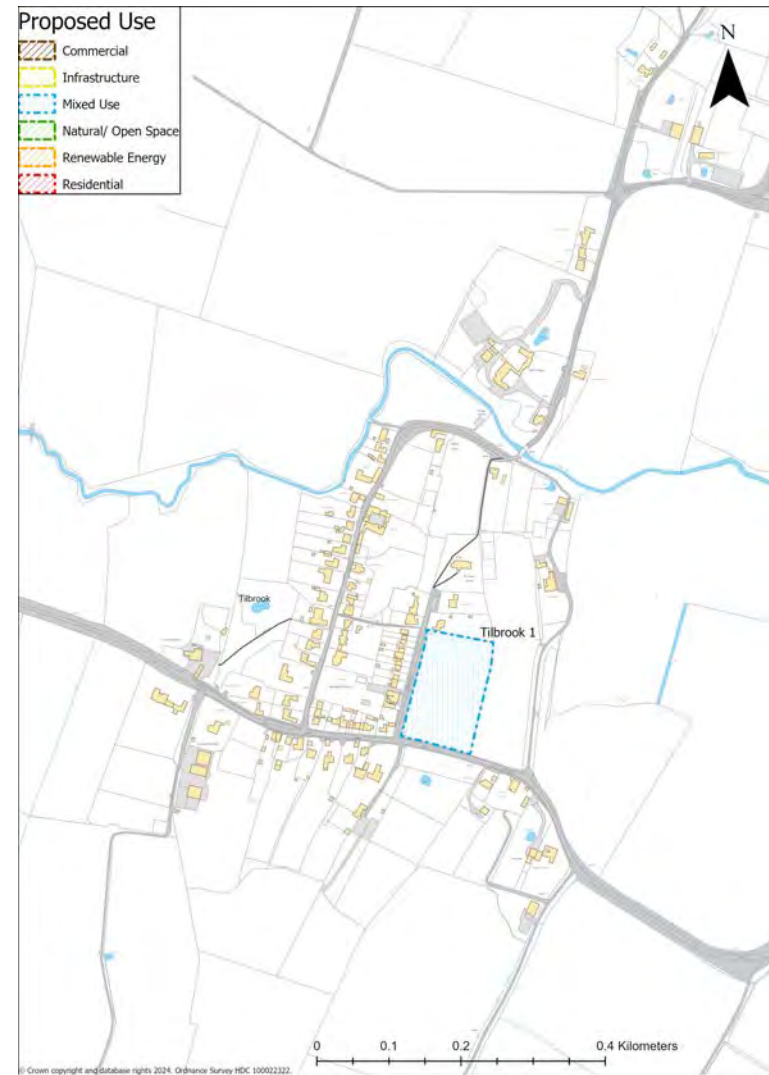 Proposed Use
Commercial
Infrastructure
Mixed Use
Natural/ Open Space
Renewable Energy
Residential
N
Tilbrook
Tilbrook 1
0 0.1 0.2 0.4 Kilometers
© Crown copyright and database rights 2024. Ordnance Survey HDC 100022322.